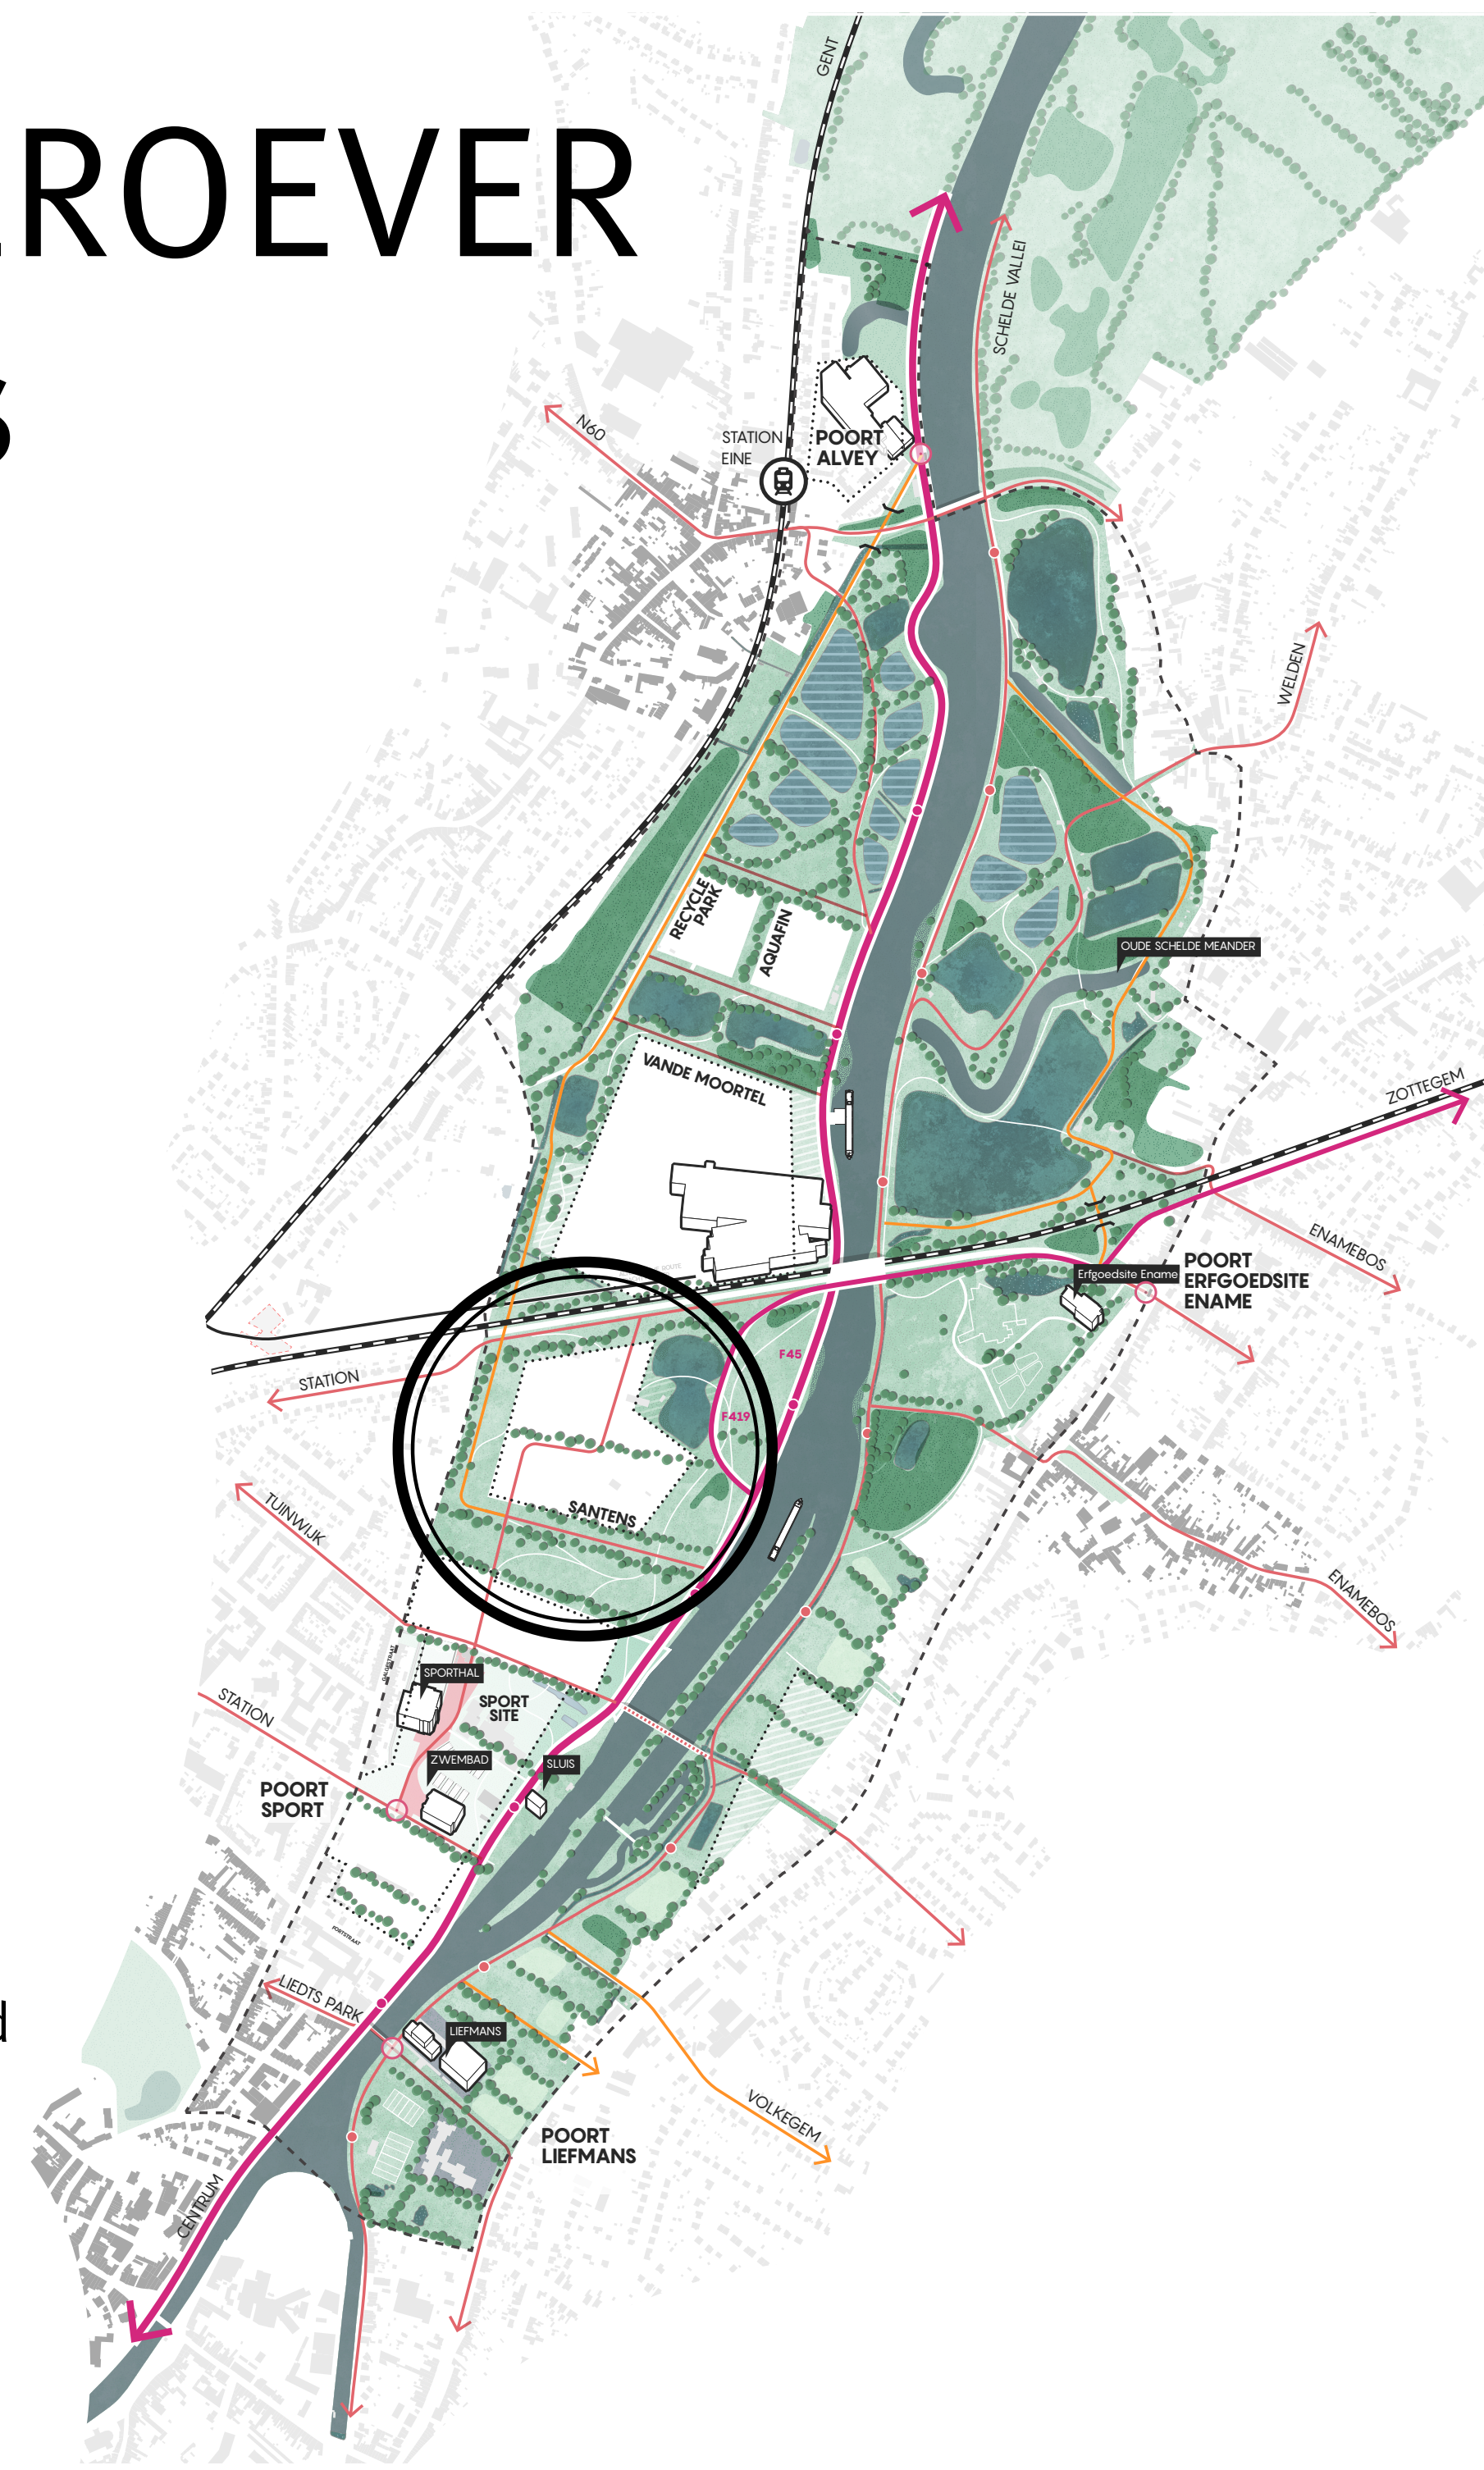 ROEVER
S
GENT
SCHELDE VALLEI
N60
STATION
EINE
POORT
ALVEY
WELDEN
RECYCLE
PARK
AQUAFIN
OUDE SCHELDE MEANDER
VANDE MOORTEL
ZOTTEGEM
ENAMEBOS
POORT
ERFGOEDSITE
ENAME
Erfgoedsite Ename
STATION
F45
F419
SANTENS
TUINWIJK
ENAMEBOS
SPORTHAL
SPORT
SITE
STATION
ZWEMBAD
SLUIS
POORT
SPORT
FORTSTRAAT
d
LIEDTS PARK
LIEFMANS
VOLKEGEM
POORT
LIEFMANS
CENTRUM